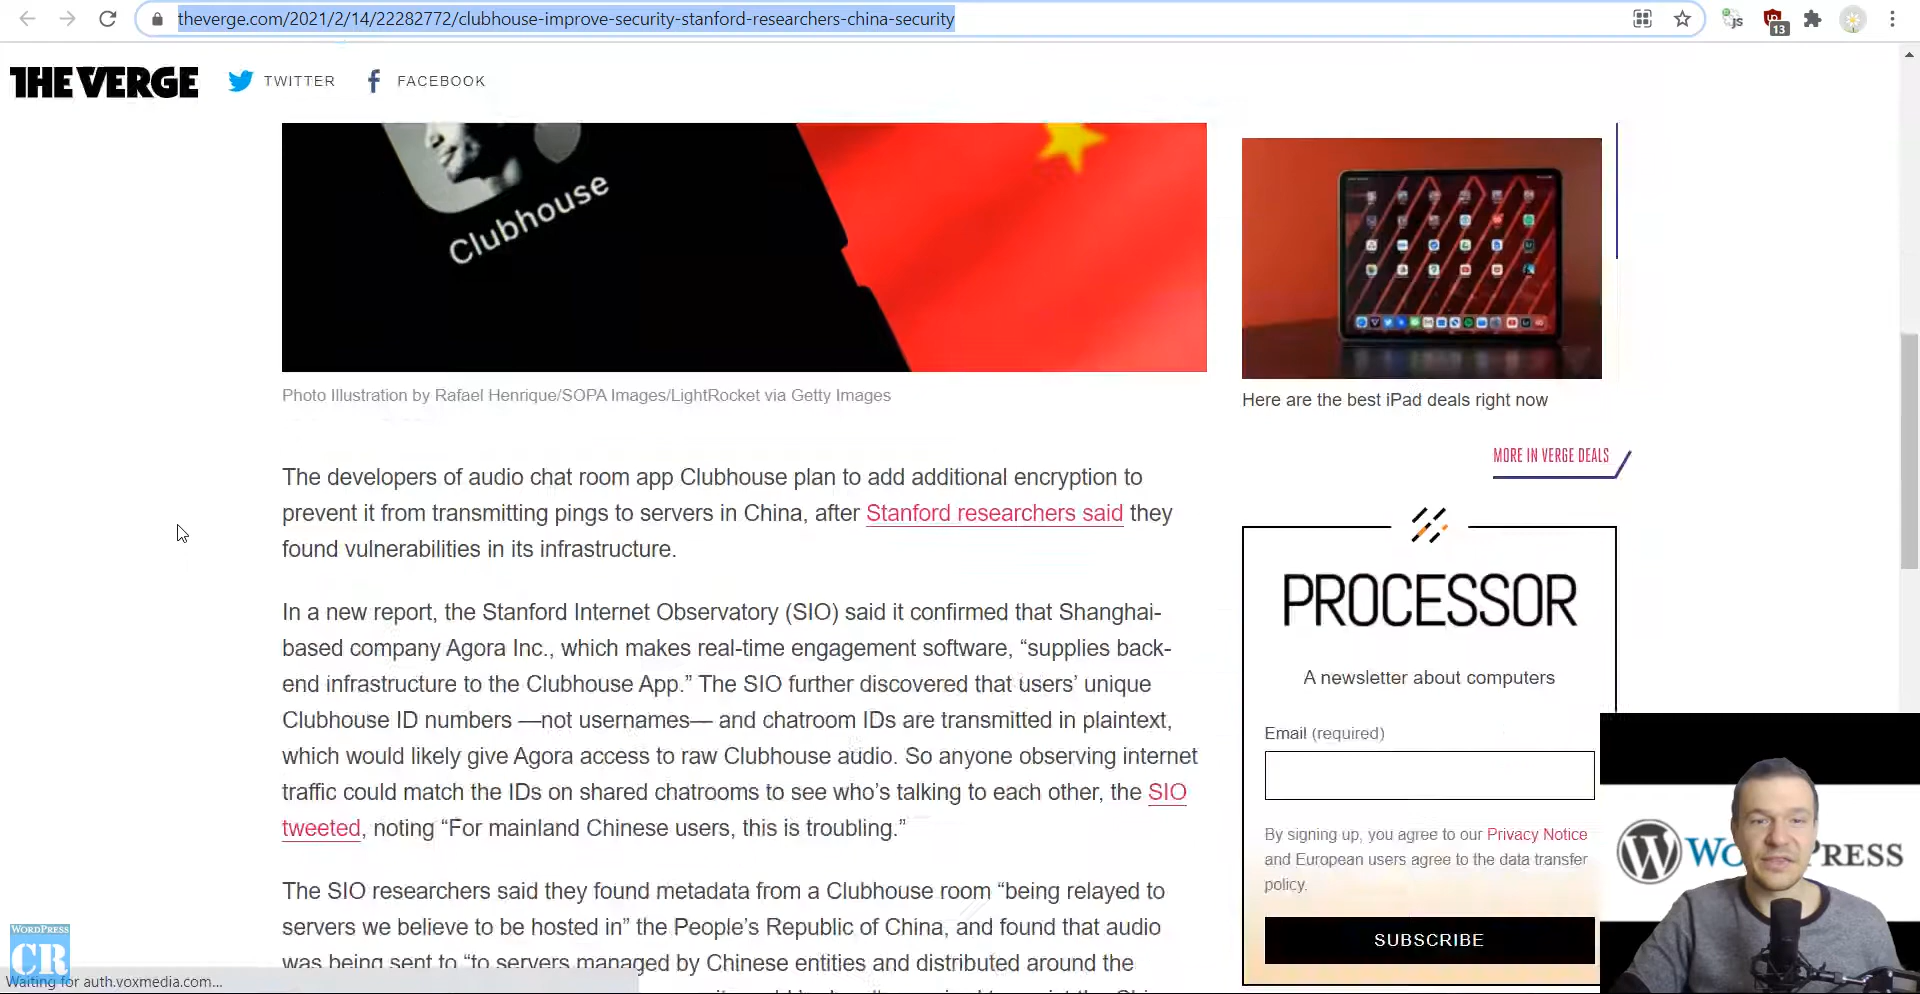 theverge.com/2021/2/14/22282772/clubhouse-improve-security-stanford-researchers-china-security
JS
13
THE VERGE
TWITTER
FACEBOOK
Clubhouse
Photo Illustration by Rafael Henrique/SOPA Images/LightRocket via Getty Images
The developers of audio chat room app Clubhouse plan to add additional encryption to
prevent it from transmitting pings to servers in China, after Stanford researchers said they
found vulnerabilities in its infrastructure.
In a new report, the Stanford Internet Observatory (SIO) said it confirmed that Shanghai-
based company Agora Inc., which makes real-time engagement software, “supplies back-
end infrastructure to the Clubhouse App.” The SIO further discovered that users’ unique
Clubhouse ID numbers —not usernames— and chatroom IDs are transmitted in plaintext,
which would likely give Agora access to raw Clubhouse audio. So anyone observing internet
traffic could match the IDs on shared chatrooms to see who’s talking to each other, the SIO
tweeted, noting “For mainland Chinese users, this is troubling.”
The SIO researchers said they found metadata from a Clubhouse room “being relayed to
servers we believe to be hosted in” the People’s Republic of China, and found that audio
was being sent to “to servers managed by Chinese entities and distributed around the
Here are the best iPad deals right now
MORE IN VERGE DEALS
PROCESSOR
A newsletter about computers
Email (required)
By signing up, you agree to our Privacy Notice
and European users agree to the data transfer
policy.
SUBSCRIBE
WORDPRESS
CR
Waiting for auth.voxmedia.com...